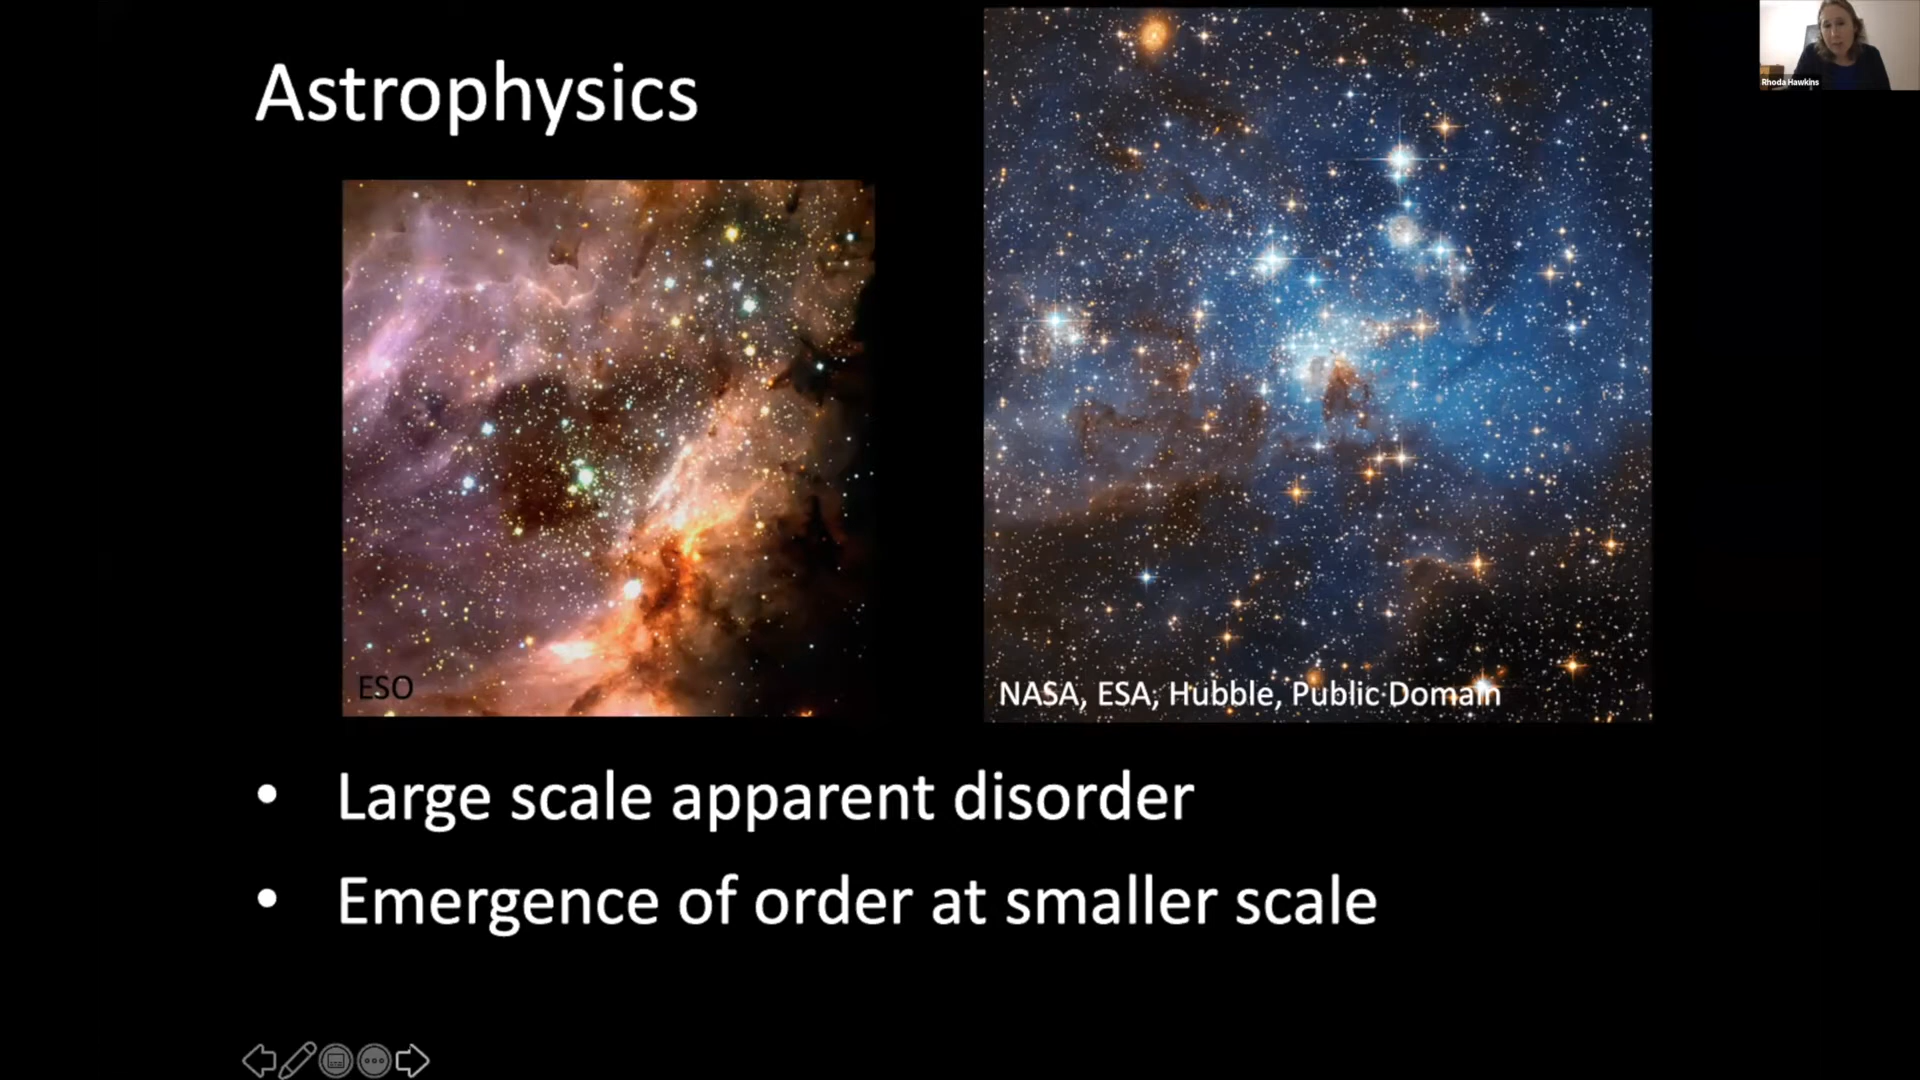 Astrophysics
Rhoda Hawkins
ESO
NASA, ESA, Hubble, Public Domain
• Large scale apparent disorder
• Emergence of order at smaller scale